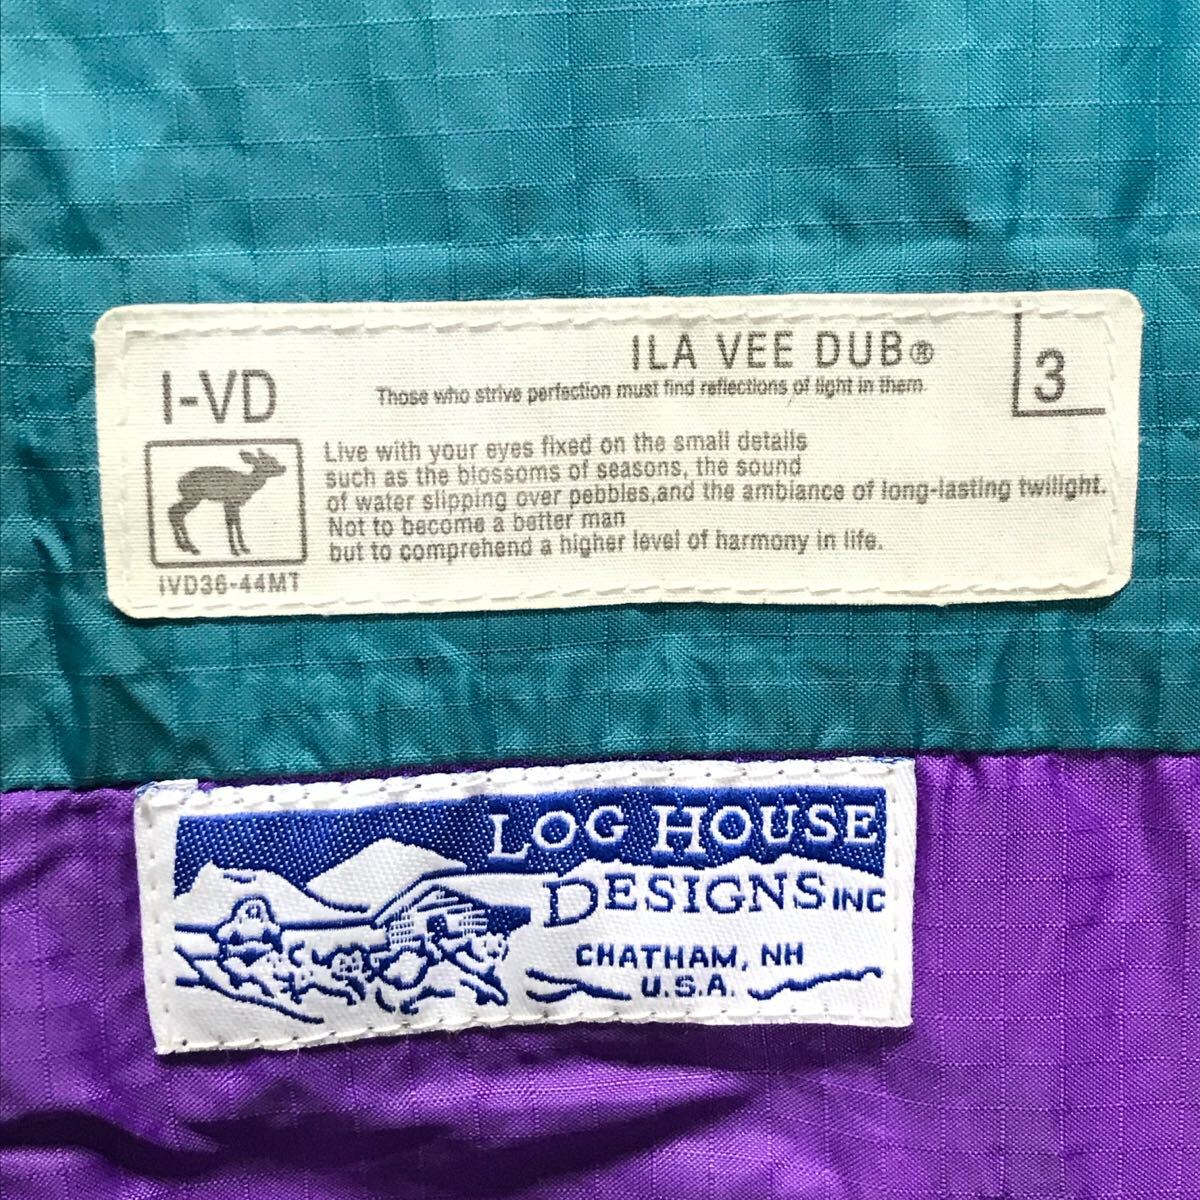 I-VD
IVD36-44MT
ILA VEE DUB®
Those who strive perfection must find reflections of light in them.
3
Live with your eyes fixed on the small details
such as the blossoms of seasons, the sound
of water slipping over pebbles,and the ambiance of long-lasting twilight.
Not to become a better man
but to comprehend a higher level of harmony in life.
LOG HOUSE
DESIGNS INC
CHATHAM, NH
U.S.A.